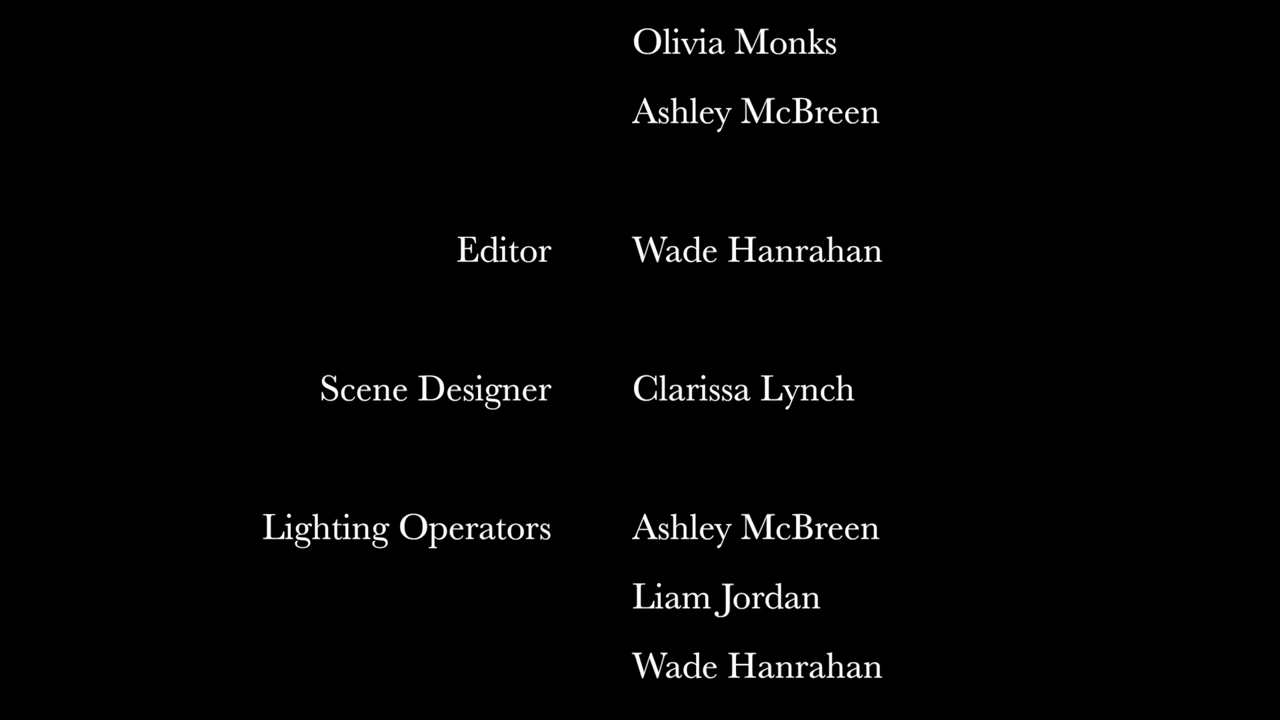 Olivia Monks
Ashley McBreen
Editor Wade Hanrahan
Scene Designer Clarissa Lynch
Lighting Operators Ashley McBreen
Liam Jordan
Wade Hanrahan